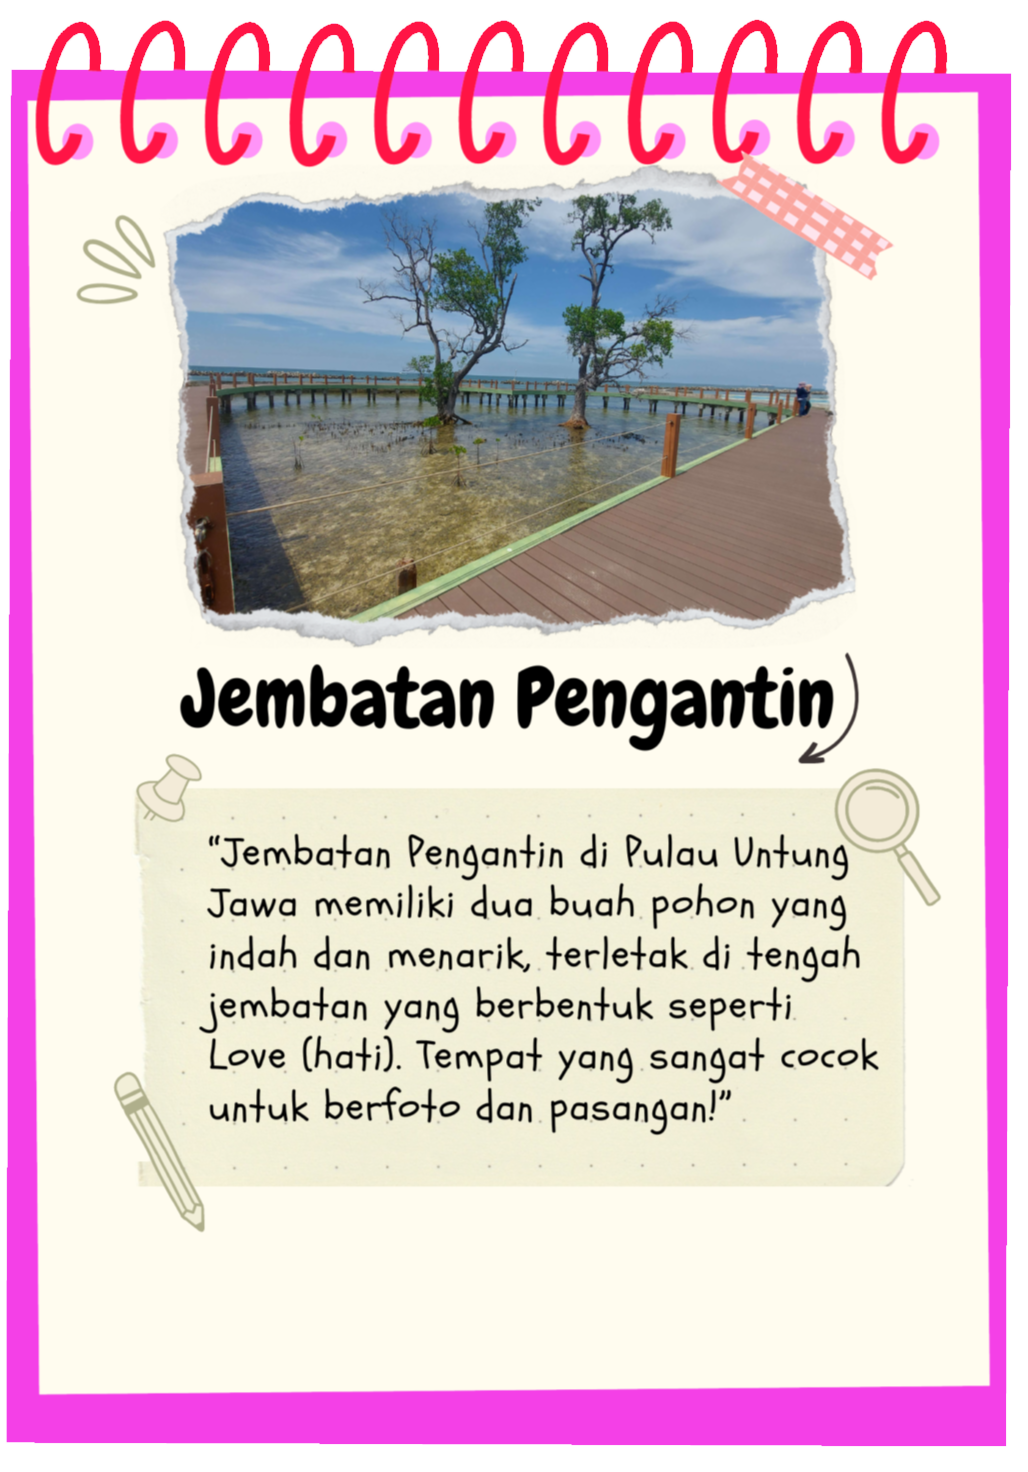 Jembatan Pengantin
“Jembatan Pengantin di Pulau Untung
Jawa memiliki dua buah pohon yang
indah dan menarik, terletak di tengah
jembatan yang berbentuk seperti
Love (hati). Tempat yang sangat cocok
untuk berfoto dan pasangan!”